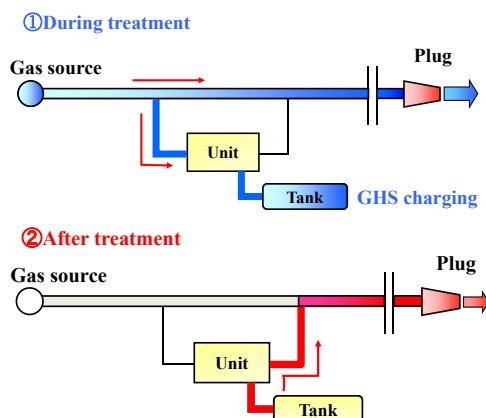 ①During treatment
Plug
Gas source
Unit
Tank
GHS charging
②After treatment
Gas source
Plug
Unit
Tank